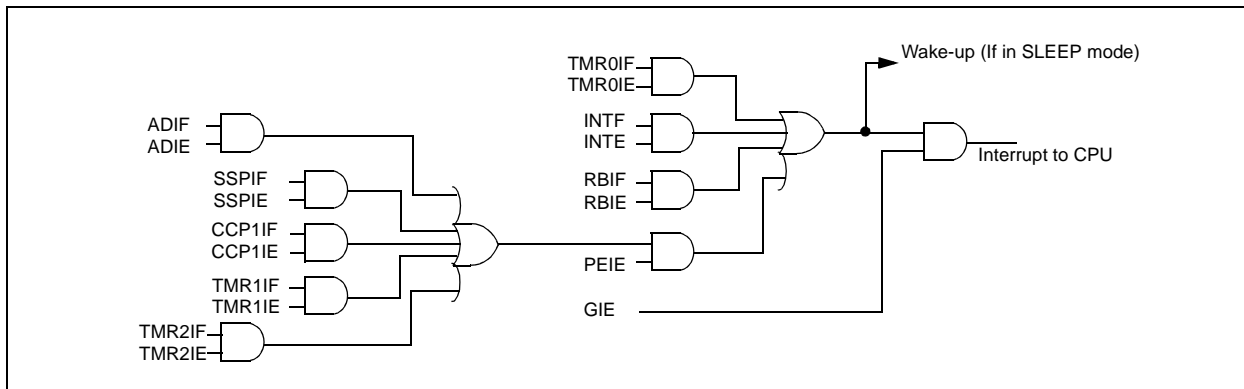 Wake-up (If in SLEEP mode)
TMR0IF
TMR0IE
ADIF
ADIE
INTF
INTE
Interrupt to CPU
SSPIF
SSPIE
RBIF
RBIE
CCP1IF
CCP1IE
PEIE
TMR1IF
TMR1IE
GIE
TMR2IF
TMR2IE